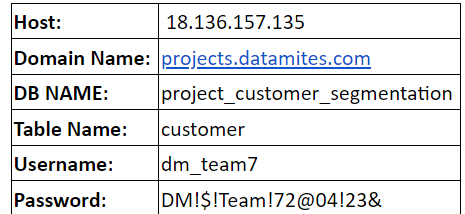 Host: 18.136.157.135
Domain Name: projects.datamites.com
DB NAME: project_customer_segmentation
Table Name: customer
Username: dm_team7
Password: DM!$!Team!72@04!23&